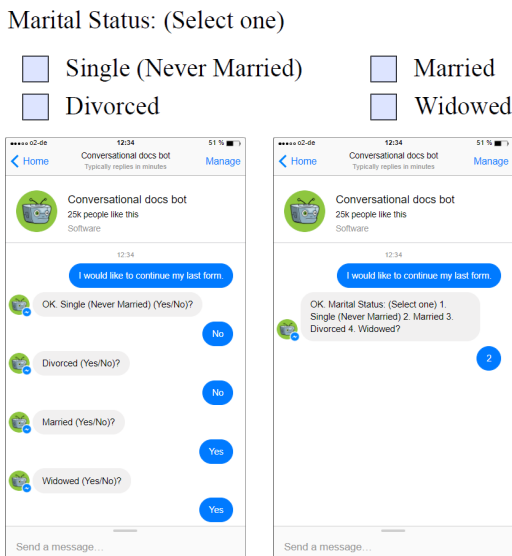 Marital Status: (Select one)
Single (Never Married)
Married
Divorced
Widowed
o2-de 12:34 51 %
Home Conversational docs bot Manage
Typically replies in minutes
Conversational docs bot
25k people like this
Software
12:34
I would like to continue my last form.
OK. Single (Never Married) (Yes/No)?
No
Divorced (Yes/No)?
No
Married (Yes/No)?
Yes
Widowed (Yes/No)?
Yes
Send a message...
o2-de 12:34 51 %
Home Conversational docs bot Manage
Typically replies in minutes
Conversational docs bot
25k people like this
Software
12:34
I would like to continue my last form.
OK. Marital Status: (Select one) 1.
Single (Never Married) 2. Married 3.
Divorced 4. Widowed?
2
Send a message...